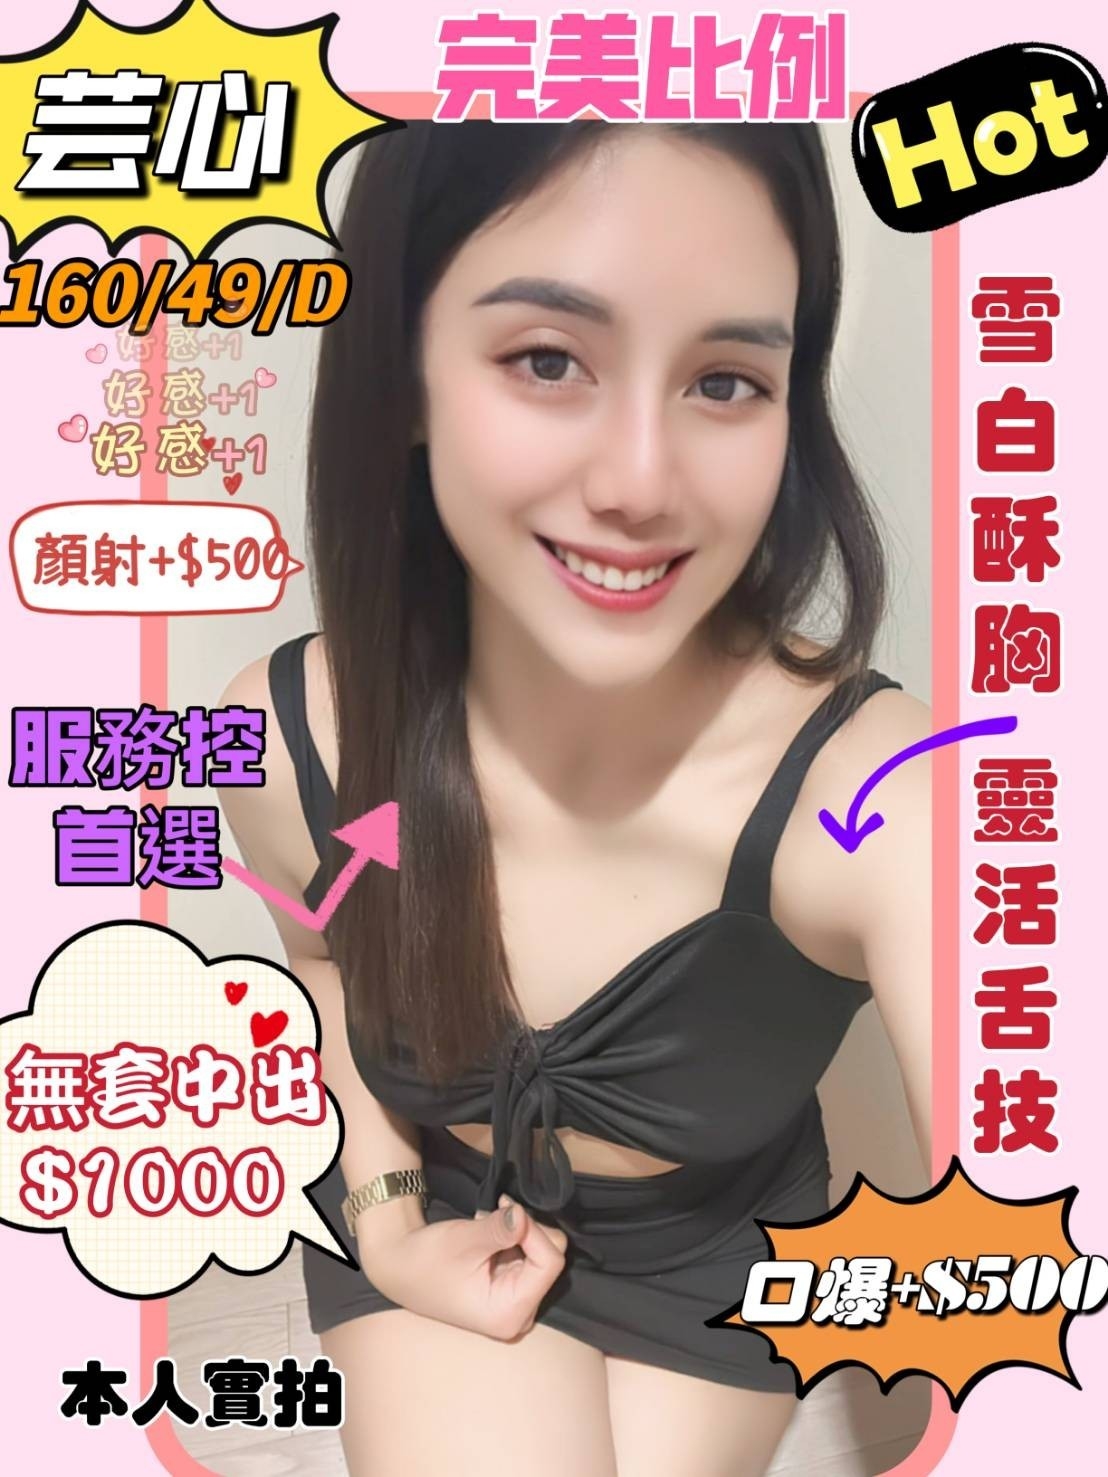 完美比例
Hot
芸心
160/49/D
好感+1
好感+1
好感+1
顏射+$500
雪白酥胸
靈活舌技
服務控
首選
無套中出
$1000
口爆+$500
本人實拍